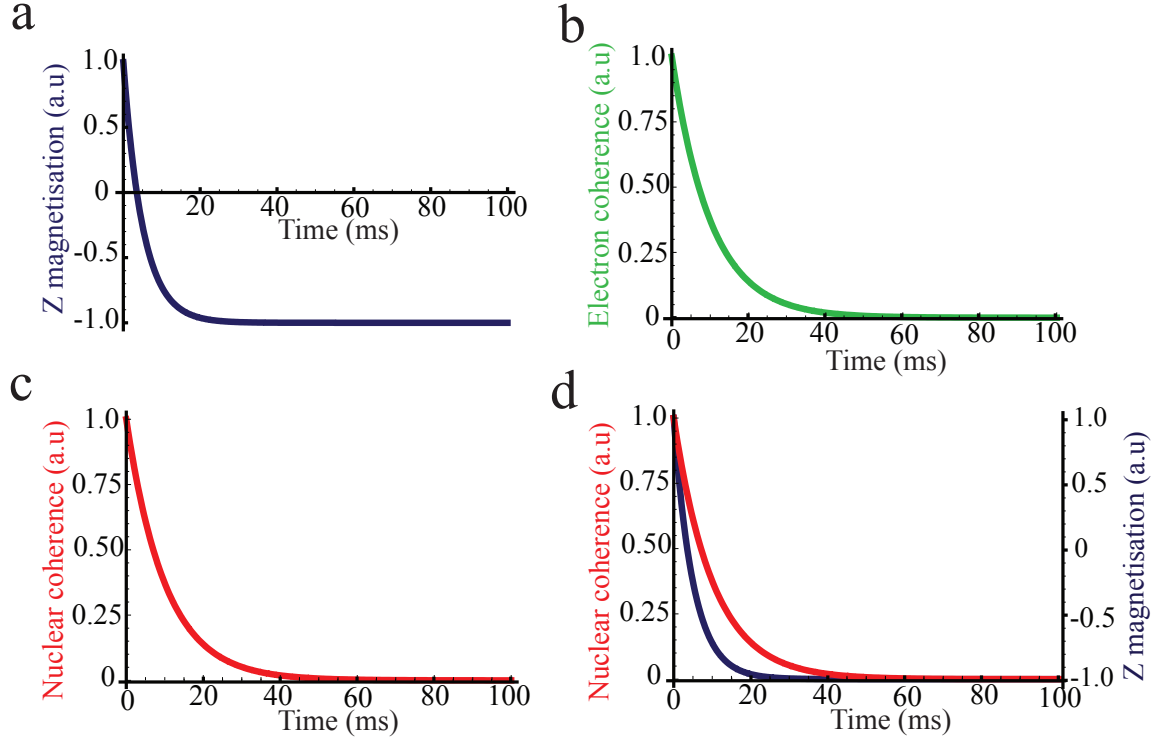 a
Z magnetisation (a.u)
1.0
0.5
0
-0.5
-1.0
20 40 60 80 100
Time (ms)
b
Electron coherence (a.u)
1.0
0.75
0.50
0.25
0
0 20 40 60 80 100
Time (ms)
c
Nuclear coherence (a.u)
1.0
0.75
0.50
0.25
0
0 20 40 60 80 100
Time (ms)
d
Nuclear coherence (a.u)
1.0
0.75
0.50
0.25
0
0 20 40 60 80 100
Time (ms)
1.0
0.5
0
-0.5
-1.0
Z magnetisation (a.u)